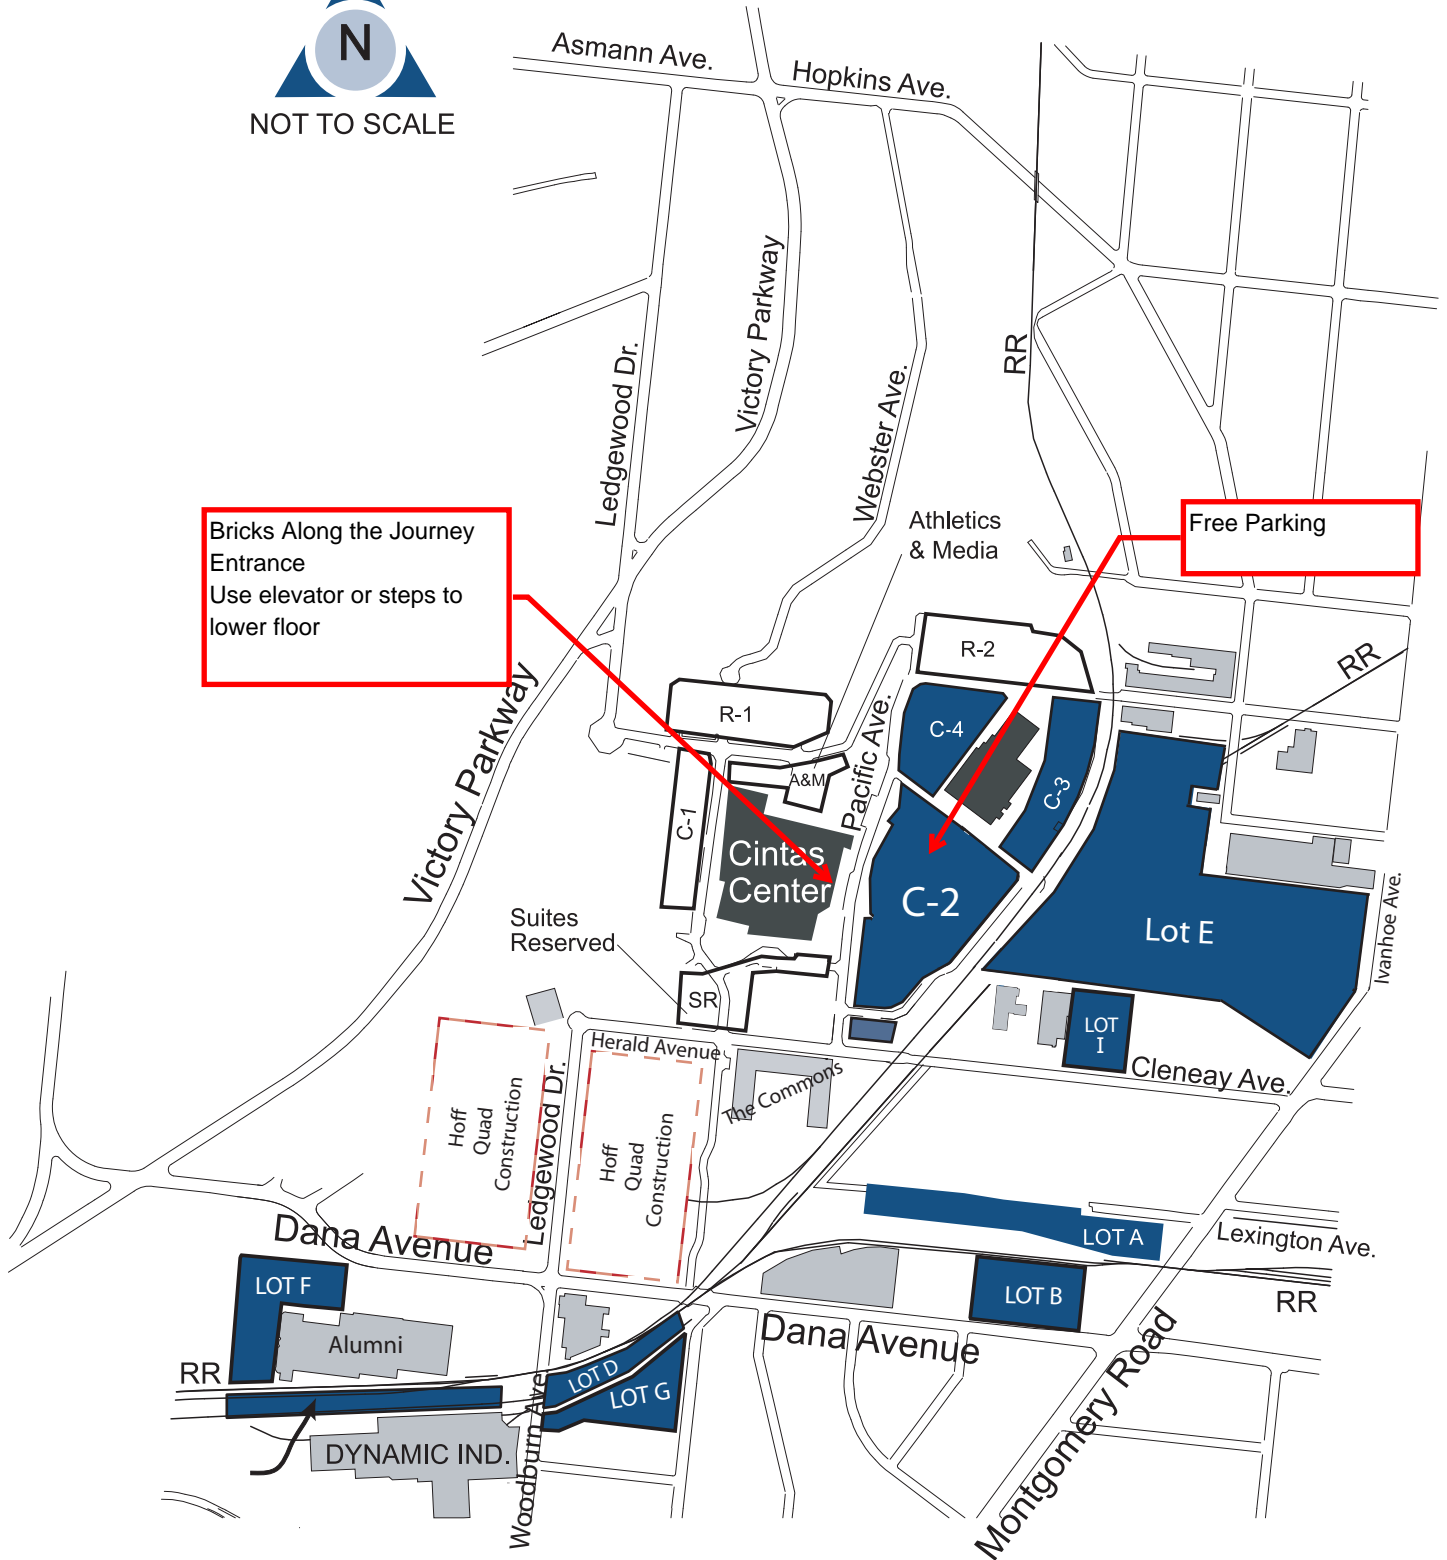 N
NOT TO SCALE
Asmann Ave.
Hopkins Ave.
Ledgewood Dr.
Victory Parkway
Webster Ave.
RR
Bricks Along the Journey
Entrance
Use elevator or steps to
lower floor
Athletics
& Media
Free Parking
R-2
RR
Victory Parkway
R-1
Pacific Ave.
C-4
A&M
C-3
C-1
Cintas
Center
C-2
Lot E
Ivanhoe Ave.
Suites
Reserved
SR
LOT
I
Herald Avenue
Cleneay Ave.
The Commons
Hoff
Quad
Construction
Ledgewood Dr.
Hoff
Quad
Construction
Dana Avenue
LOT A
Lexington Ave.
LOT F
LOT B
RR
Alumni
Dana Avenue
RR
LOT D
LOT G
Montgomery Road
DYNAMIC IND.
Woodburn Ave.